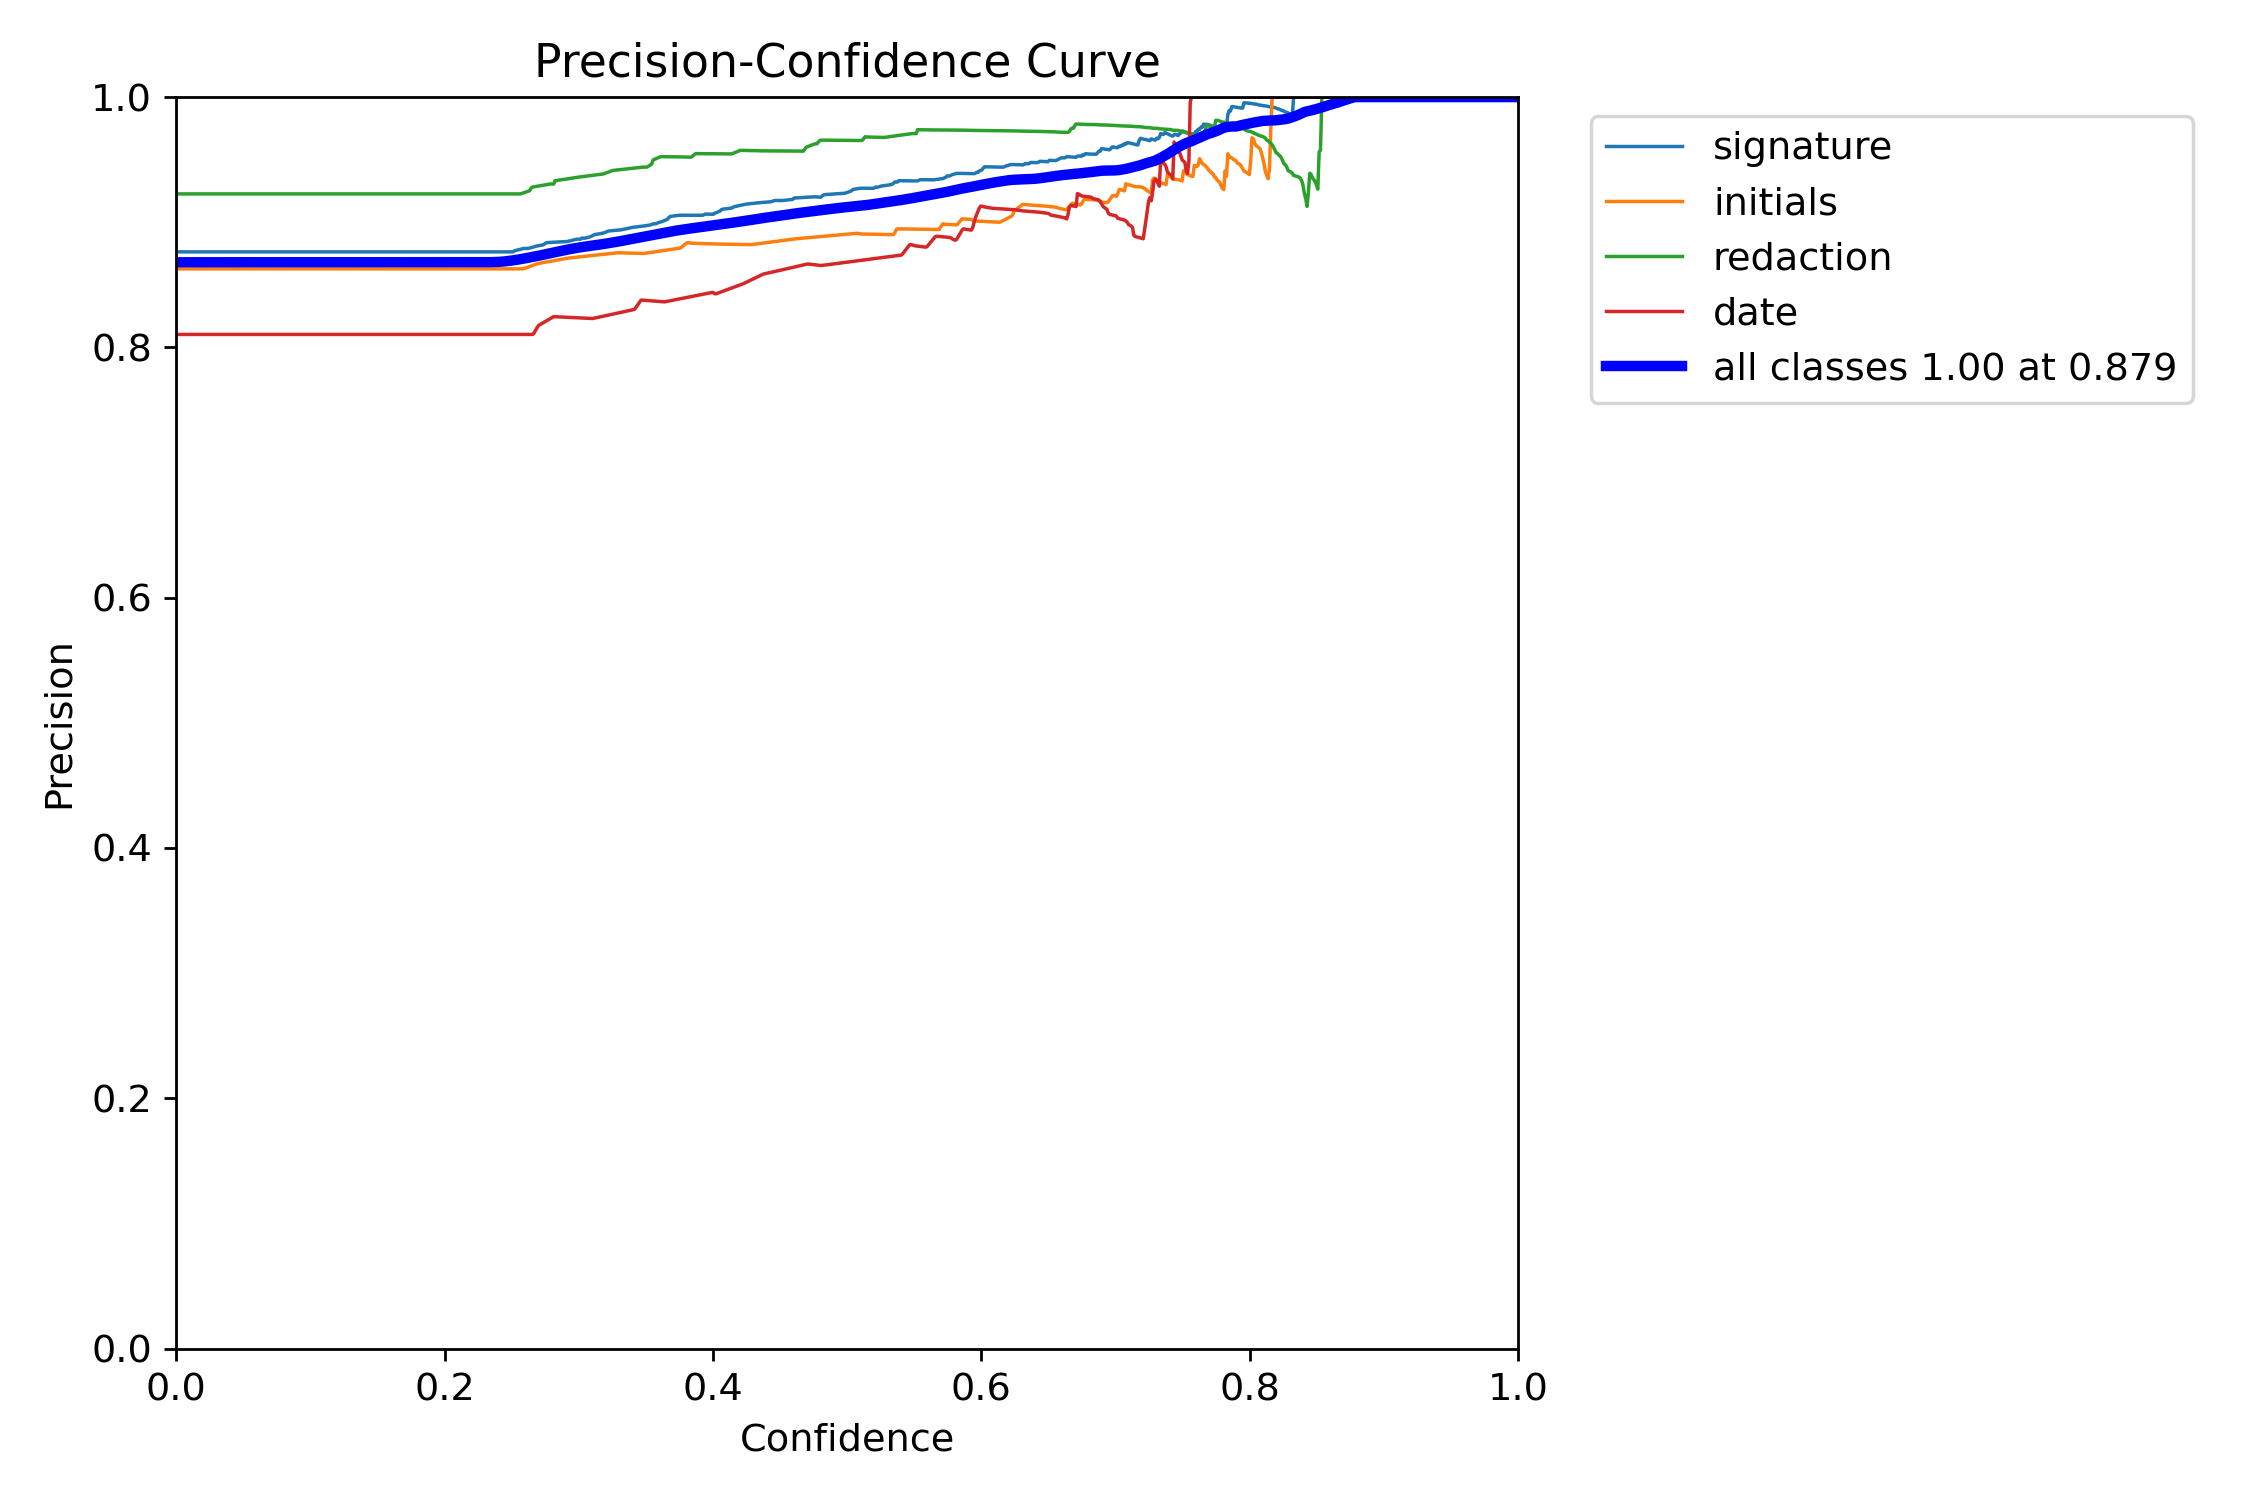 Precision-Confidence Curve
1.0
0.8
0.6
0.4
0.2
0.0
Precision
0.0 0.2 0.4 0.6 0.8 1.0
Confidence
signature
initials
redaction
date
all classes 1.00 at 0.879